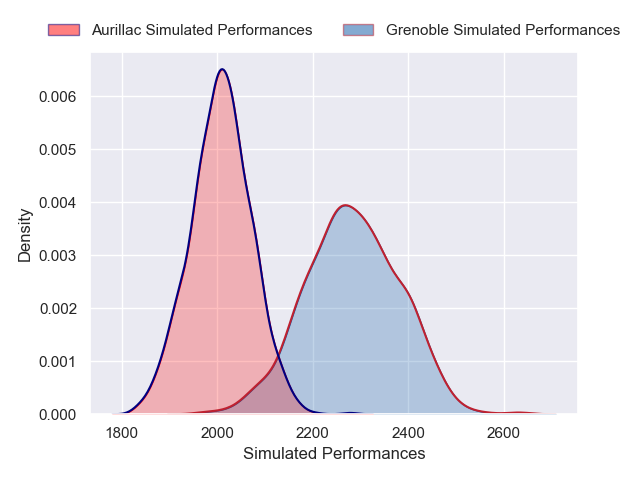 Aurillac Simulated Performances Grenoble Simulated Performances
0.006
0.005
0.004
0.003
0.002
0.001
0.000
Density
1800 2000 2200 2400 2600
Simulated Performances